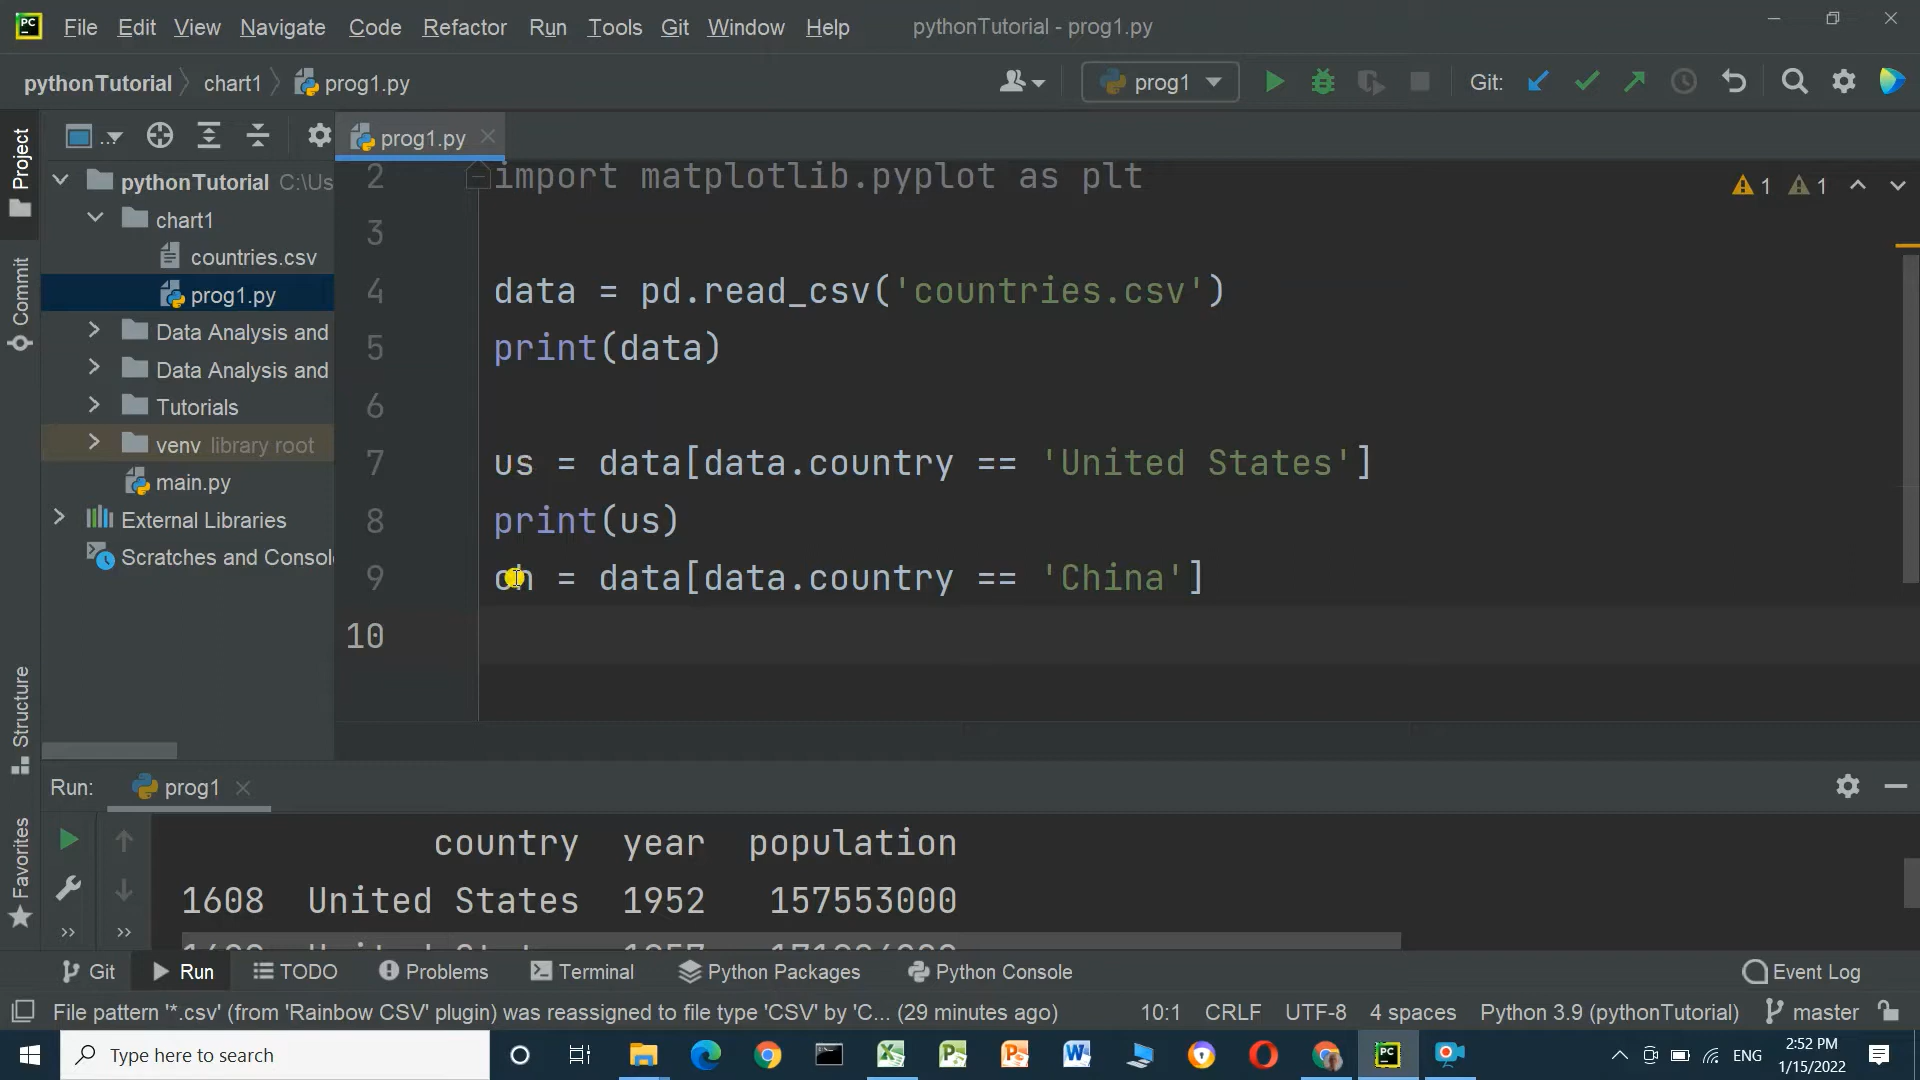 PC File Edit View Navigate Code Refactor Run Tools Git Window Help pythonTutorial - prog1.py
pythonTutorial chart1 prog1.py prog1 Git:
Project
Commit
Structure
Favorites
... prog1.py
pythonTutorial C:\Us
chart1
countries.csv
prog1.py
Data Analysis and
Data Analysis and
Tutorials
venv library root
main.py
External Libraries
Scratches and Consol
2 import matplotlib.pyplot as plt
1 1
3
4 data = pd.read_csv('countries.csv')
5 print(data)
6
7 us = data[data.country == 'United States']
8 print(us)
9 ch = data[data.country == 'China']
10
Run: prog1
country year population
1608 United States 1952 157553000
Git Run TODO Problems Terminal Python Packages Python Console Event Log
File pattern '*.csv' (from 'Rainbow CSV' plugin) was reassigned to file type 'CSV' by 'C... (29 minutes ago) 10:1 CRLF UTF-8 4 spaces Python 3.9 (pythonTutorial) master
Type here to search
PC
ENG
2:52 PM
1/15/2022